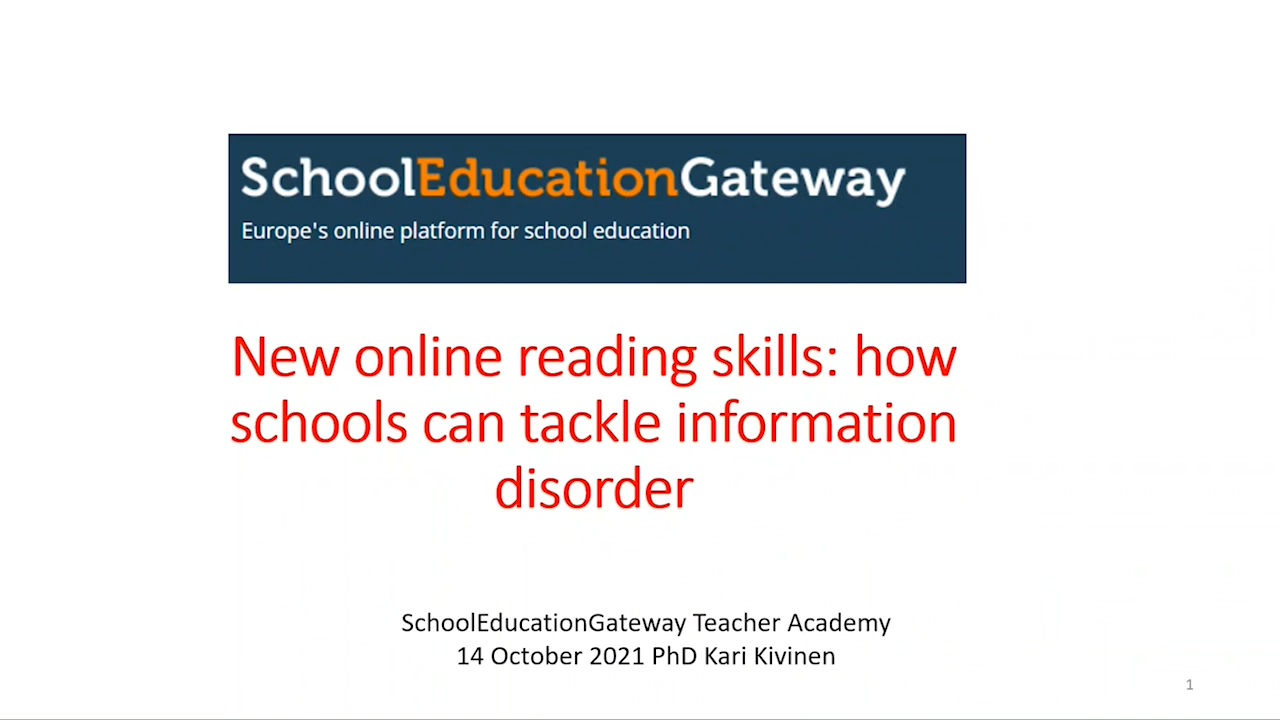 SchoolEducationGateway
Europe's online platform for school education
New online reading skills: how
schools can tackle information
disorder
SchoolEducationGateway Teacher Academy
14 October 2021 PhD Kari Kivinen
1